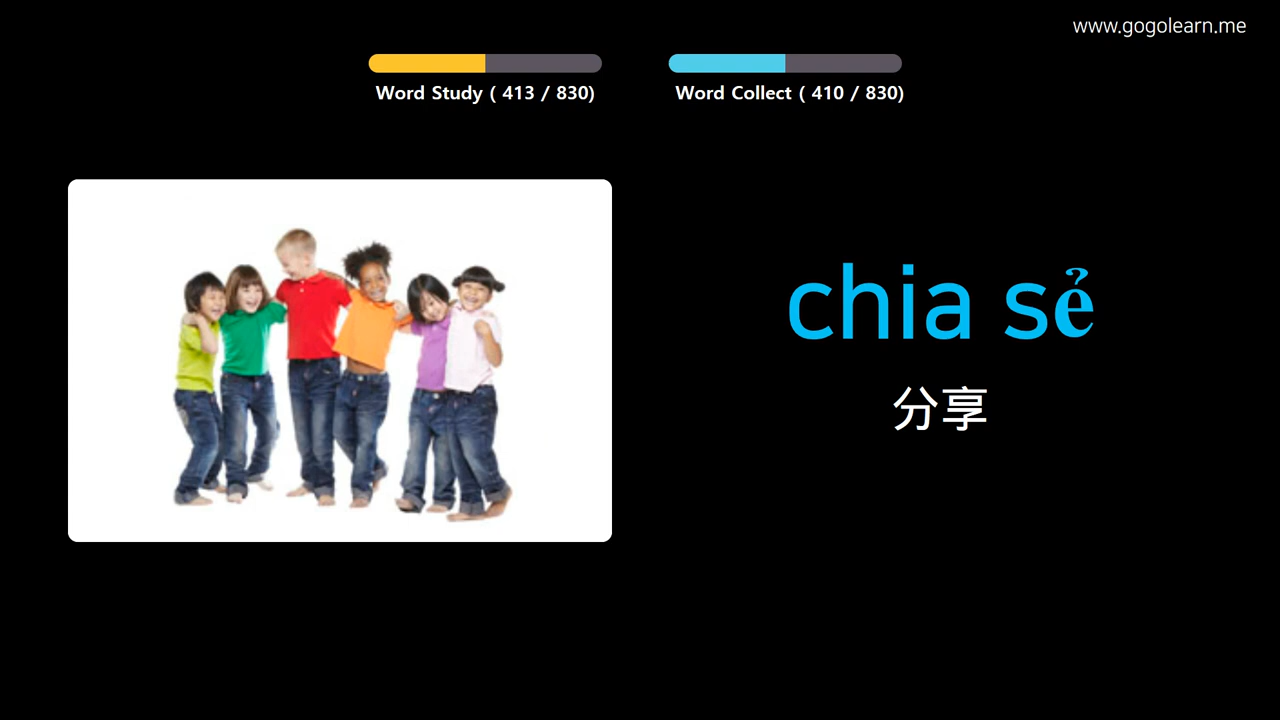 www.gogolearn.me
Word Study ( 413 / 830)
Word Collect ( 410 / 830)
chia sẻ
分享